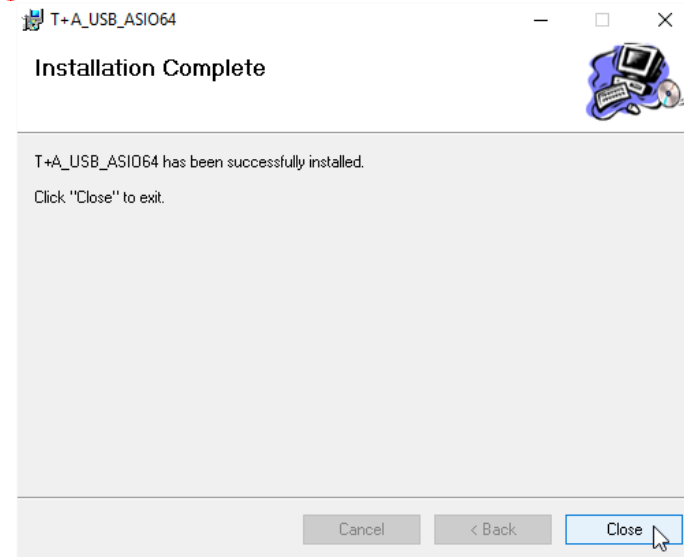 T+A_USB_ASIO64
Installation Complete
T+A_USB_ASIO64 has been successfully installed.
Click "Close" to exit.
Cancel
< Back
Close